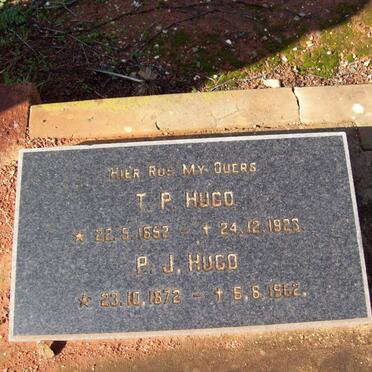 HIER RUS MY OUERS
T. P. HUGO
★ 22.5.1852 – † 24.12.1923.
P. J. HUGO
★ 23.10.1872 – † 6.6.1962.